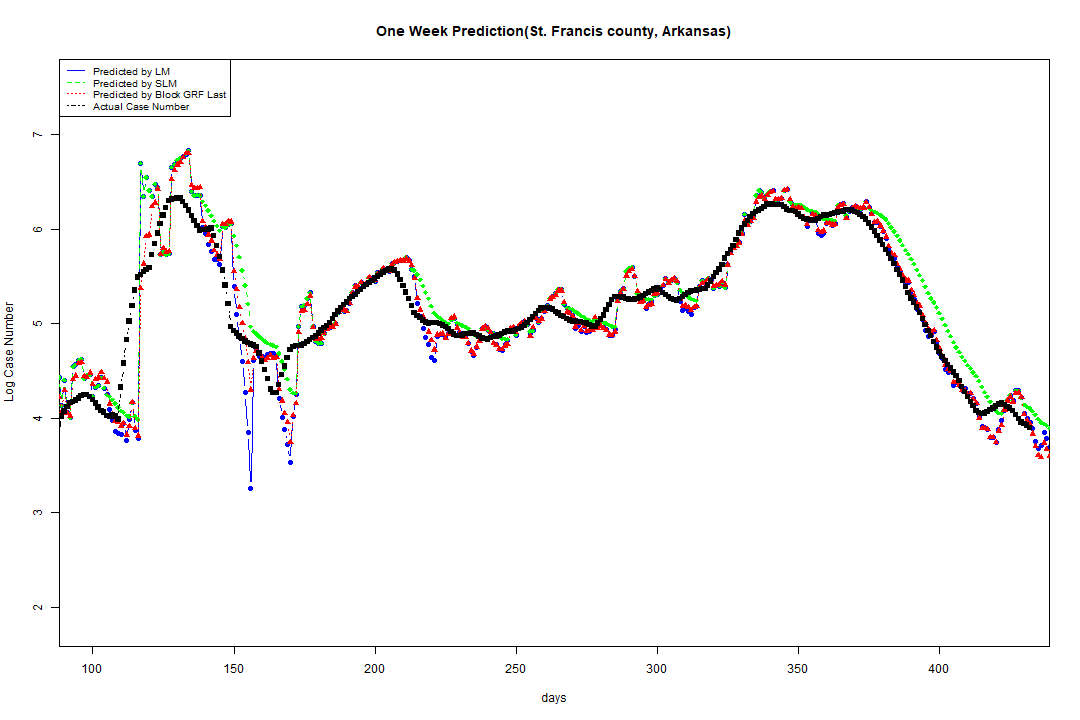 One Week Prediction(St. Francis county, Arkansas)
Predicted by LM
Predicted by SLM
Predicted by Block GRF Last
Actual Case Number
Log Case Number
7
6
5
4
3
2
100 150 200 250 300 350 400
days